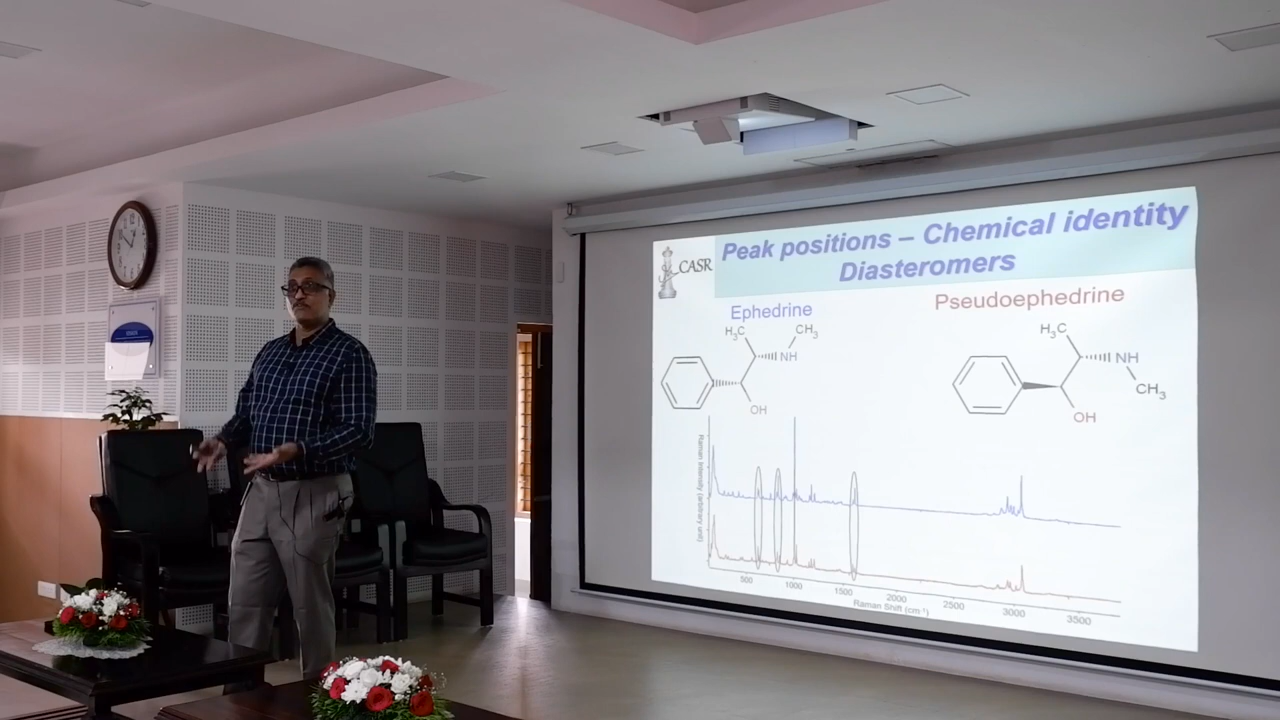 CASR
Peak positions – Chemical identity
Diasteromers
Ephedrine
Pseudoephedrine
H₃C
CH₃
NH
OH
H₃C
NH
CH₃
OH
Raman Intensity (arbitrary unit)
500
1000
1500
2000
2500
3000
3500
Raman Shift (cm⁻¹)